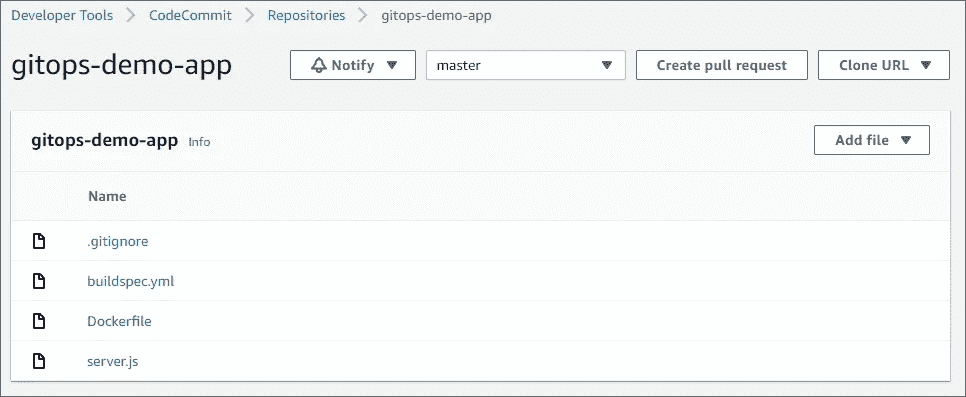 Developer Tools > CodeCommit > Repositories > gitops-demo-app
gitops-demo-app Notify master Create pull request Clone URL
gitops-demo-app Info Add file
Name
.gitignore
buildspec.yml
Dockerfile
server.js